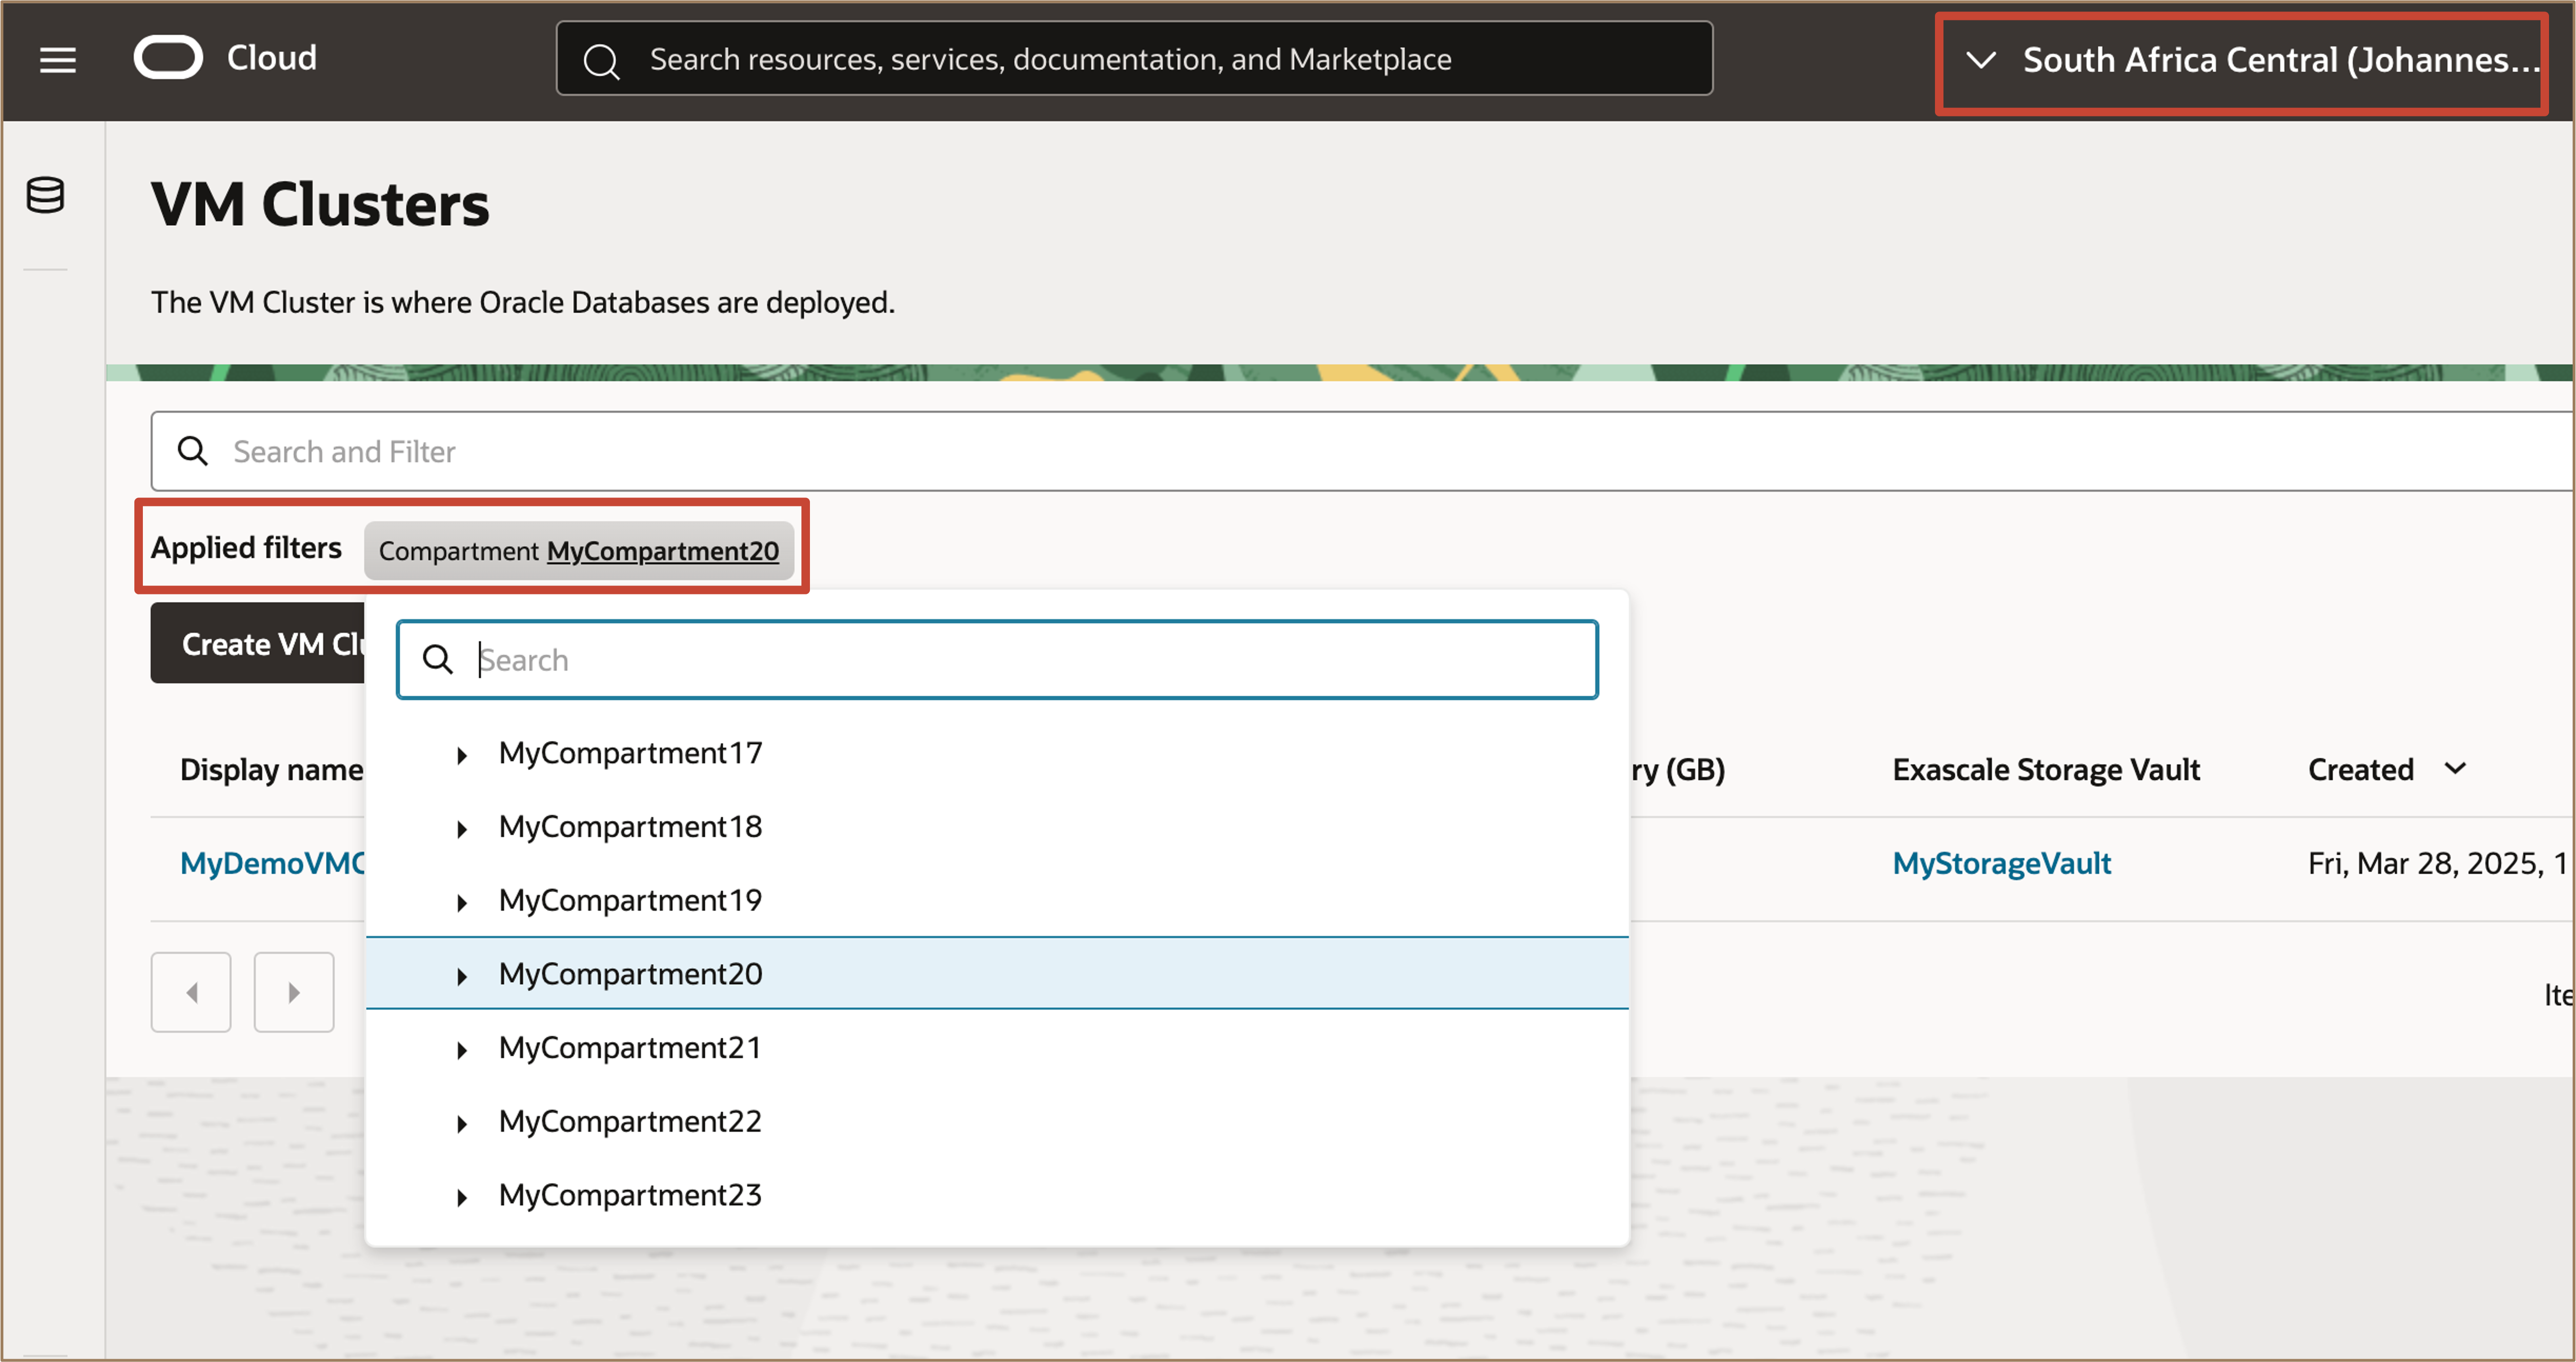 Cloud
Search resources, services, documentation, and Marketplace
South Africa Central (Johannes...
VM Clusters
The VM Cluster is where Oracle Databases are deployed.
Search and Filter
Applied filters Compartment MyCompartment20
Create VM Clu
Search
MyCompartment17
MyCompartment18
MyCompartment19
MyCompartment20
MyCompartment21
MyCompartment22
MyCompartment23
Display name ry (GB) Exascale Storage Vault Created
MyDemoVMC MyStorageVault Fri, Mar 28, 2025, 1
Ite